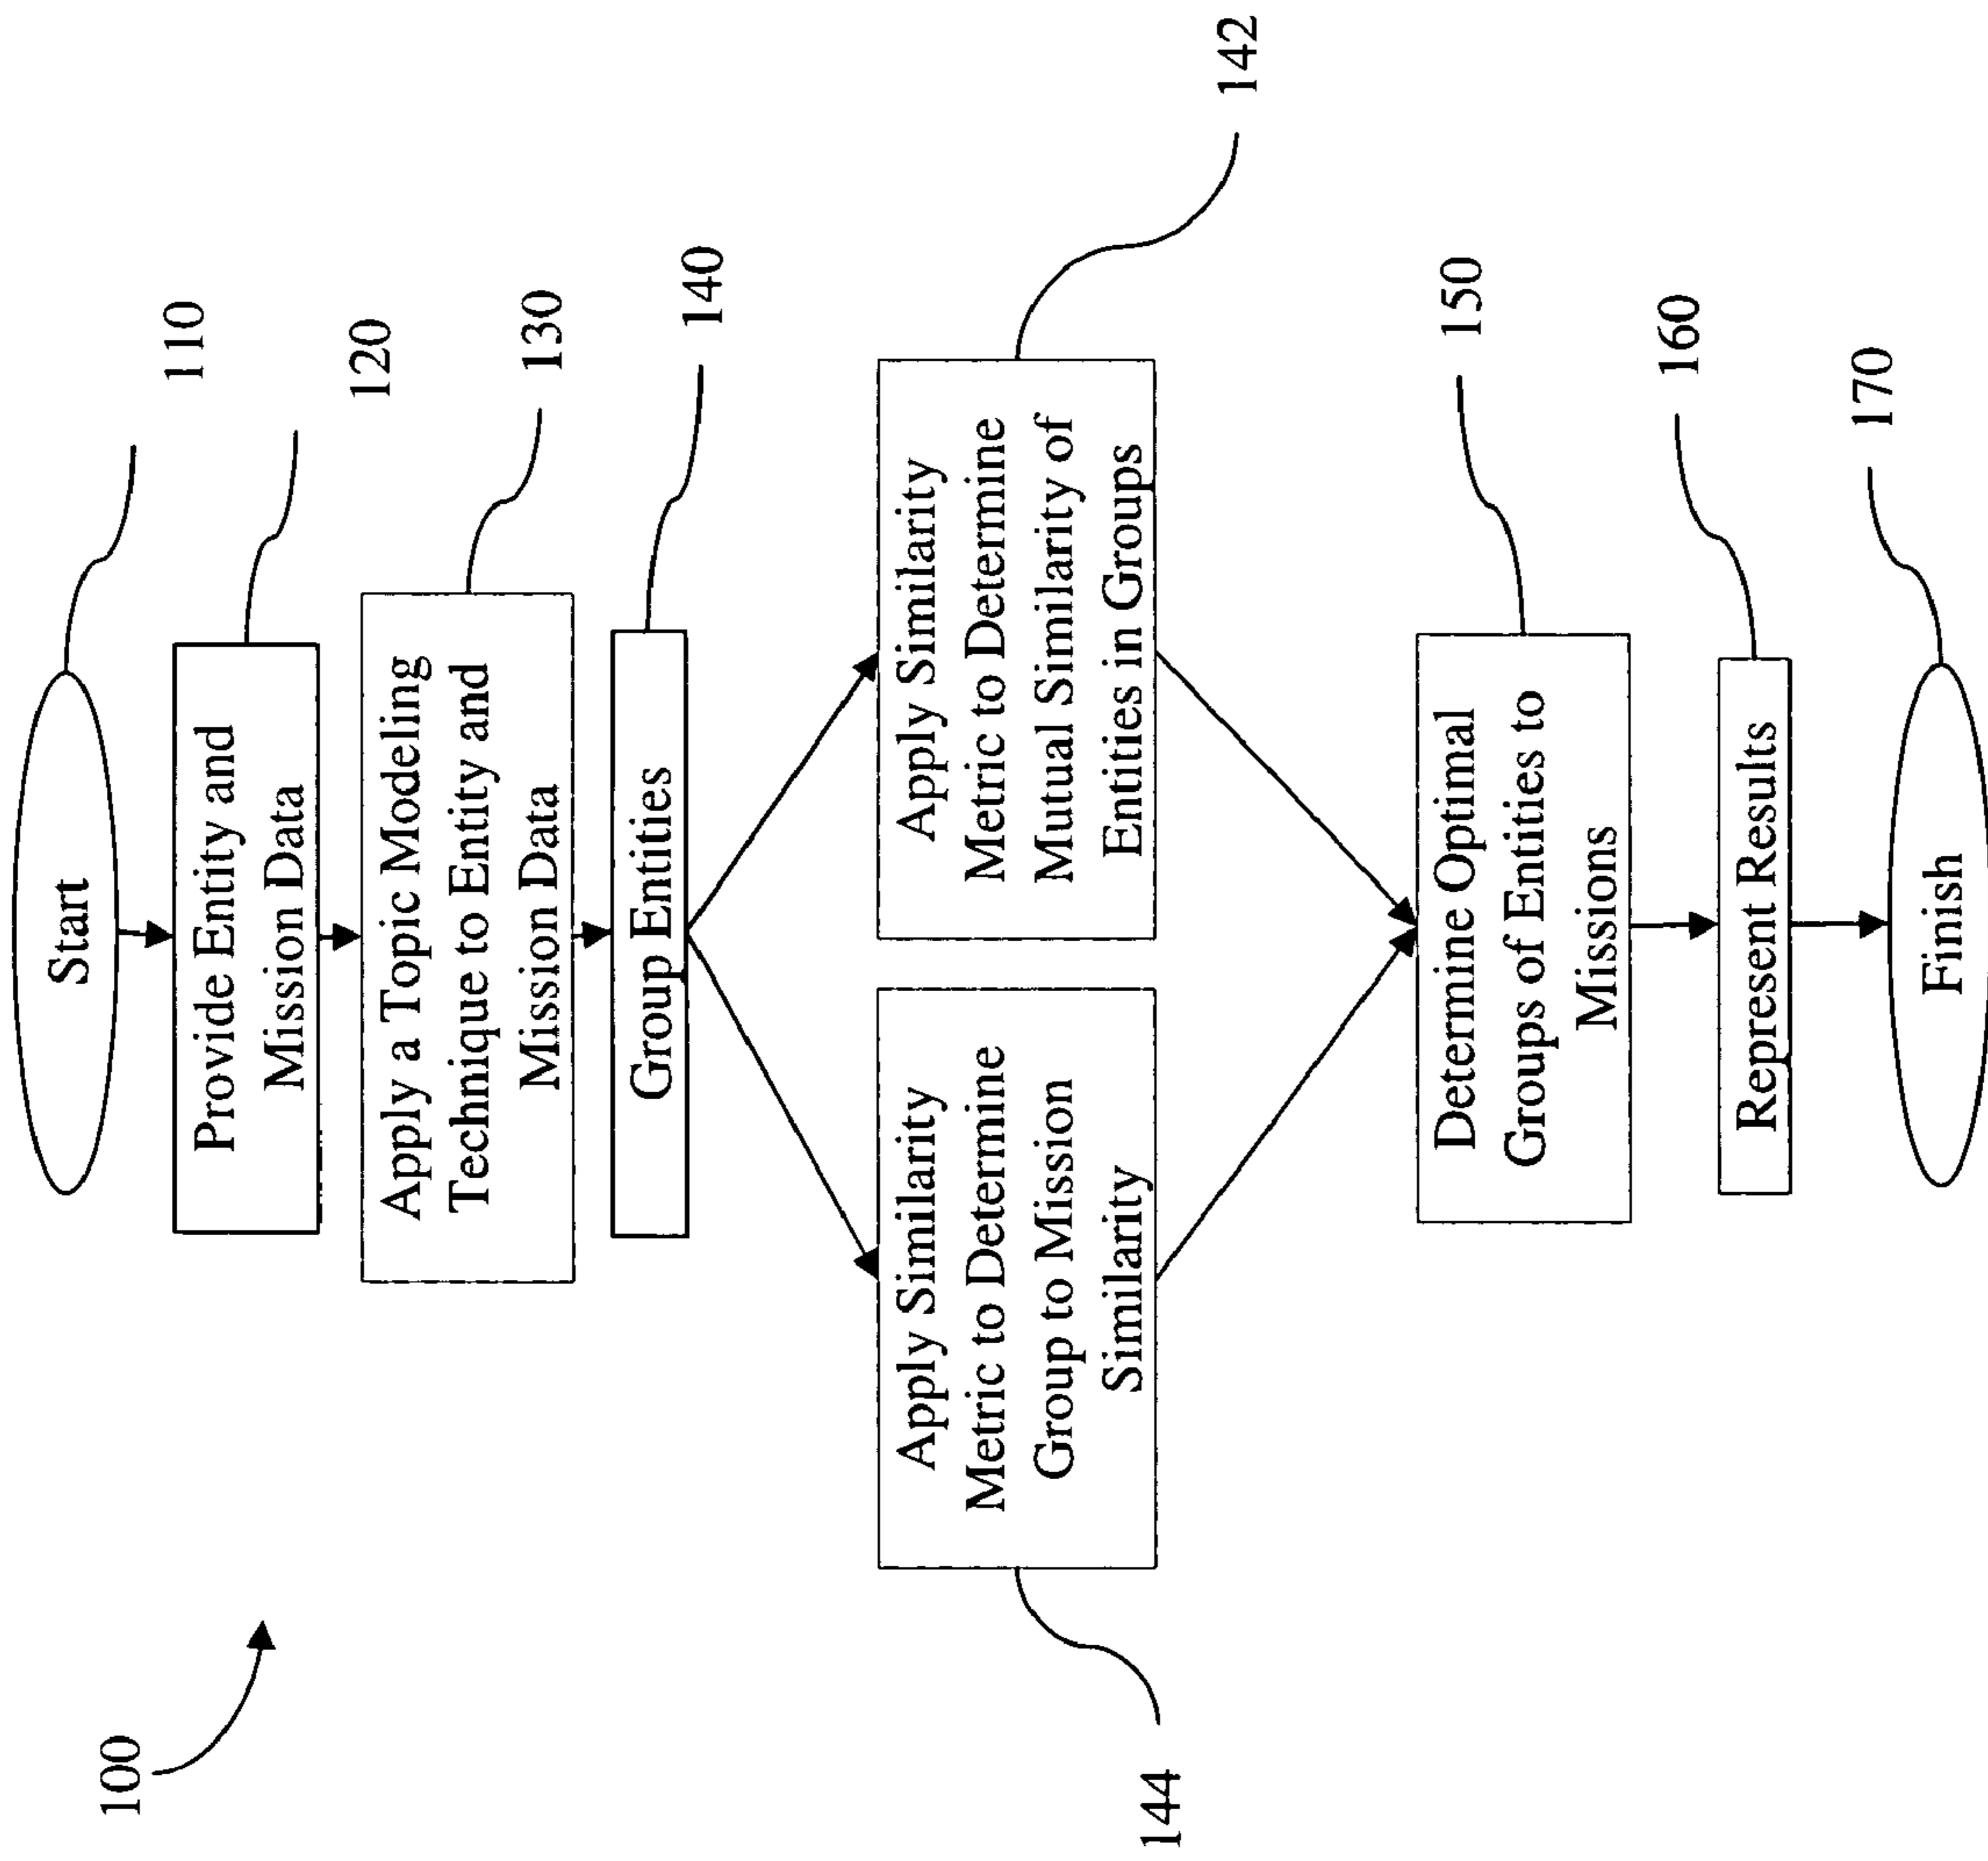 100
Start
110
Provide Entity and
Mission Data
120
Apply a Topic Modeling
Technique to Entity and
Mission Data
130
Group Entities
140
Apply Similarity
Metric to Determine
Group to Mission
Similarity
144
Apply Similarity
Metric to Determine
Mutual Similarity of
Entities in Groups
142
Determine Optimal
Groups of Entities to
Missions
150
Represent Results
160
Finish
170